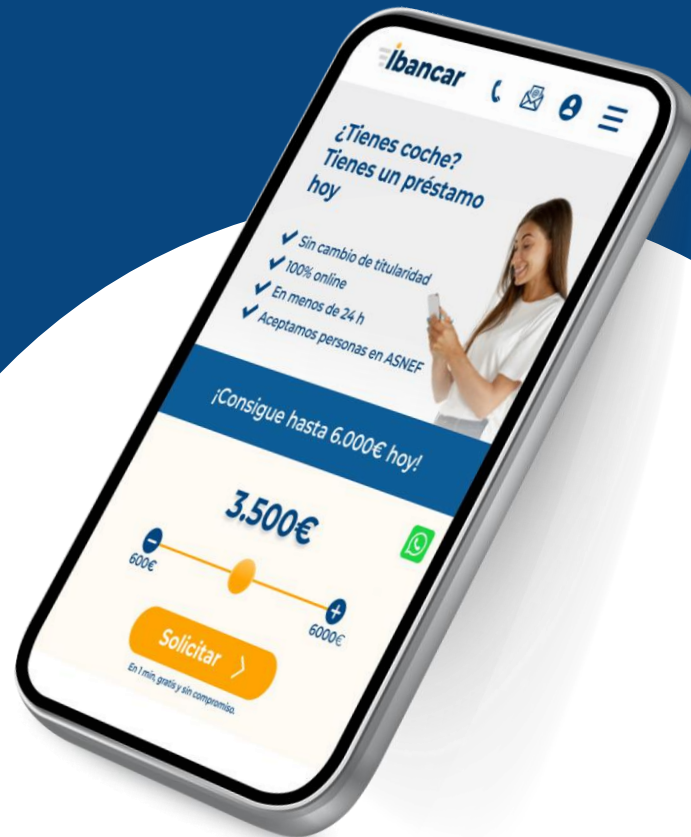 ibancar
¿Tienes coche?
Tienes un préstamo
hoy
Sin cambio de titularidad
100% online
En menos de 24 h
Aceptamos personas en ASNEF
¡Consigue hasta 6.000€ hoy!
3.500€
600€
6000€
Solicitar
En 1 min, gratis y sin compromiso.